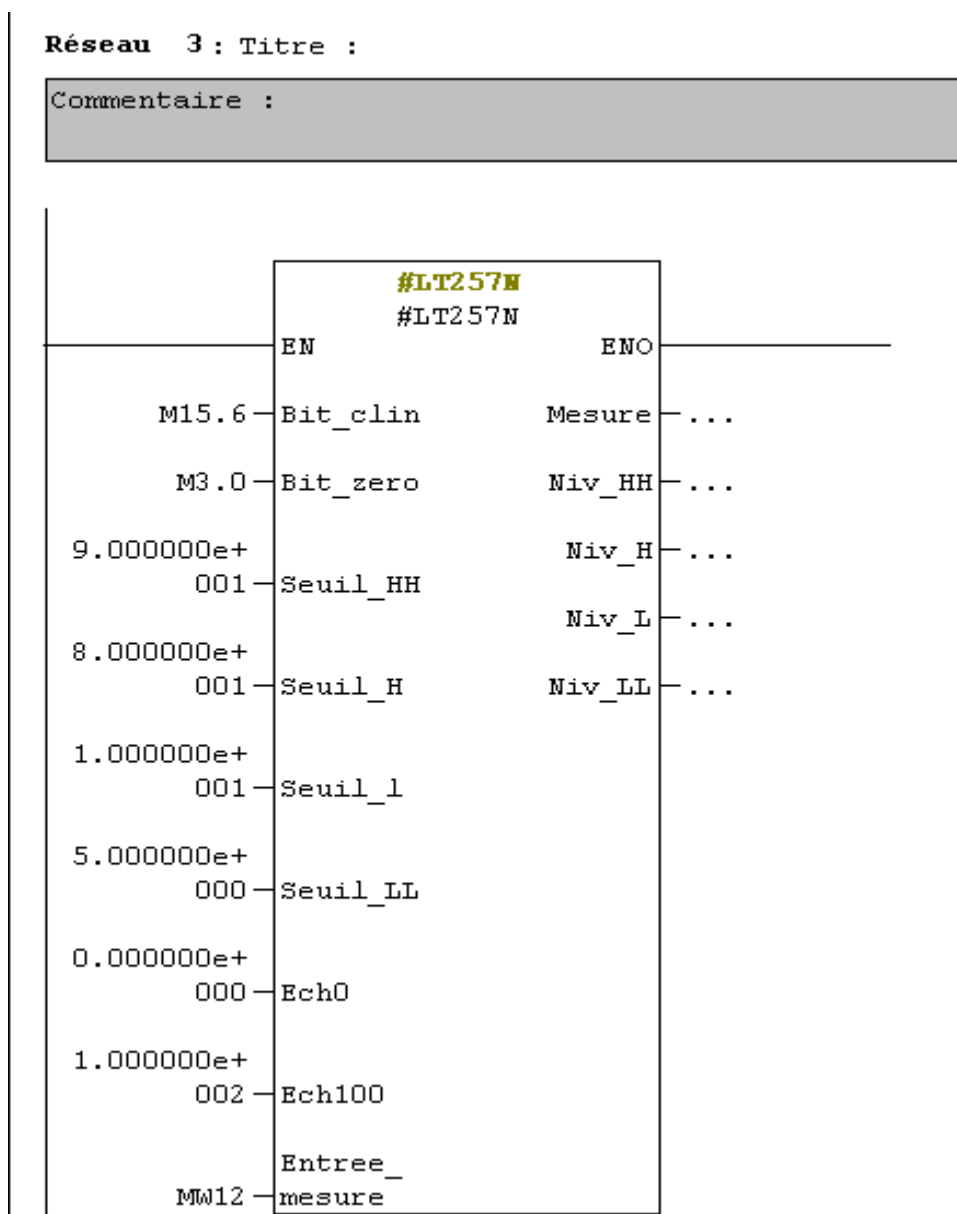 Réseau 3 : Titre :
Commentaire :
#LT257N
#LT257N
EN ENO
M15.6 Bit_clin Mesure ...
M3.0 Bit_zero Niv_HH ...
9.000000e+ Niv_H ...
001 Seuil_HH
Niv_L ...
8.000000e+
001 Seuil_H Niv_LL ...
1.000000e+
001 Seuil_l
5.000000e+
000 Seuil_LL
0.000000e+
000 Ech0
1.000000e+
002 Ech100
Entree_
MW12 mesure